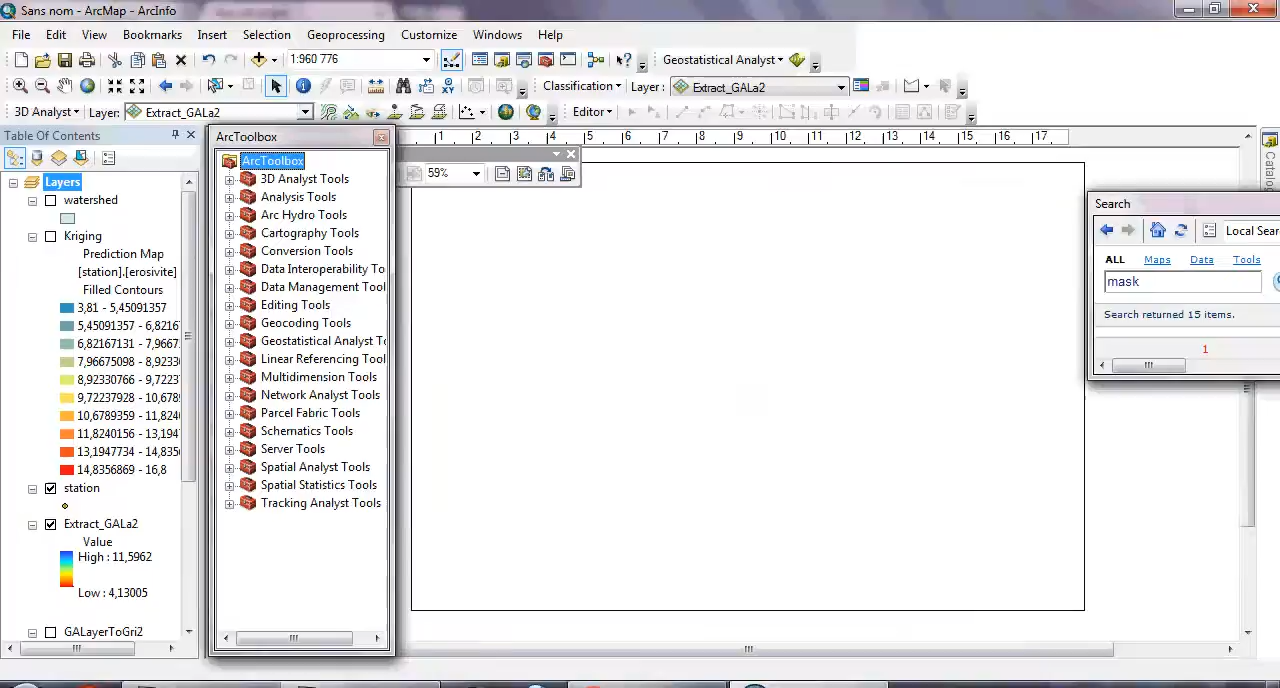 Sans nom - ArcMap - ArcInfo
File Edit View Bookmarks Insert Selection Geoprocessing Customize Windows Help
1:960 776
Geostatistical Analyst
Classification Layer : Extract_GALa2
3D Analyst Layer: Extract_GALa2
Editor
Table Of Contents
Layers
watershed
Kriging
Prediction Map
[station].[erosivite]
Filled Contours
3,81 - 5,45091357
5,45091357 - 6,8216
6,82167131 - 7,9667
7,96675098 - 8,9233
8,92330766 - 9,7223
9,72227938 - 10,678
10,6789359 - 11,824
11,8240156 - 13,194
13,1947734 - 14,835
14,8356869 - 16,8
station
Extract_GALa2
Value
High : 11,5962
Low : 4,13005
GALayerToGri2
ArcToolbox
ArcToolbox
3D Analyst Tools
Analysis Tools
Arc Hydro Tools
Cartography Tools
Conversion Tools
Data Interoperability To
Data Management Tool
Editing Tools
Geocoding Tools
Geostatistical Analyst To
Linear Referencing Tool
Multidimension Tools
Network Analyst Tools
Parcel Fabric Tools
Schematics Tools
Server Tools
Spatial Analyst Tools
Spatial Statistics Tools
Tracking Analyst Tools
1 2 3 4 5 6 7 8 9 10 11 12 13 14 15 16 17
59%
Catalog
Search
Local Sear
ALL Maps Data Tools
mask
Search returned 15 items.
1